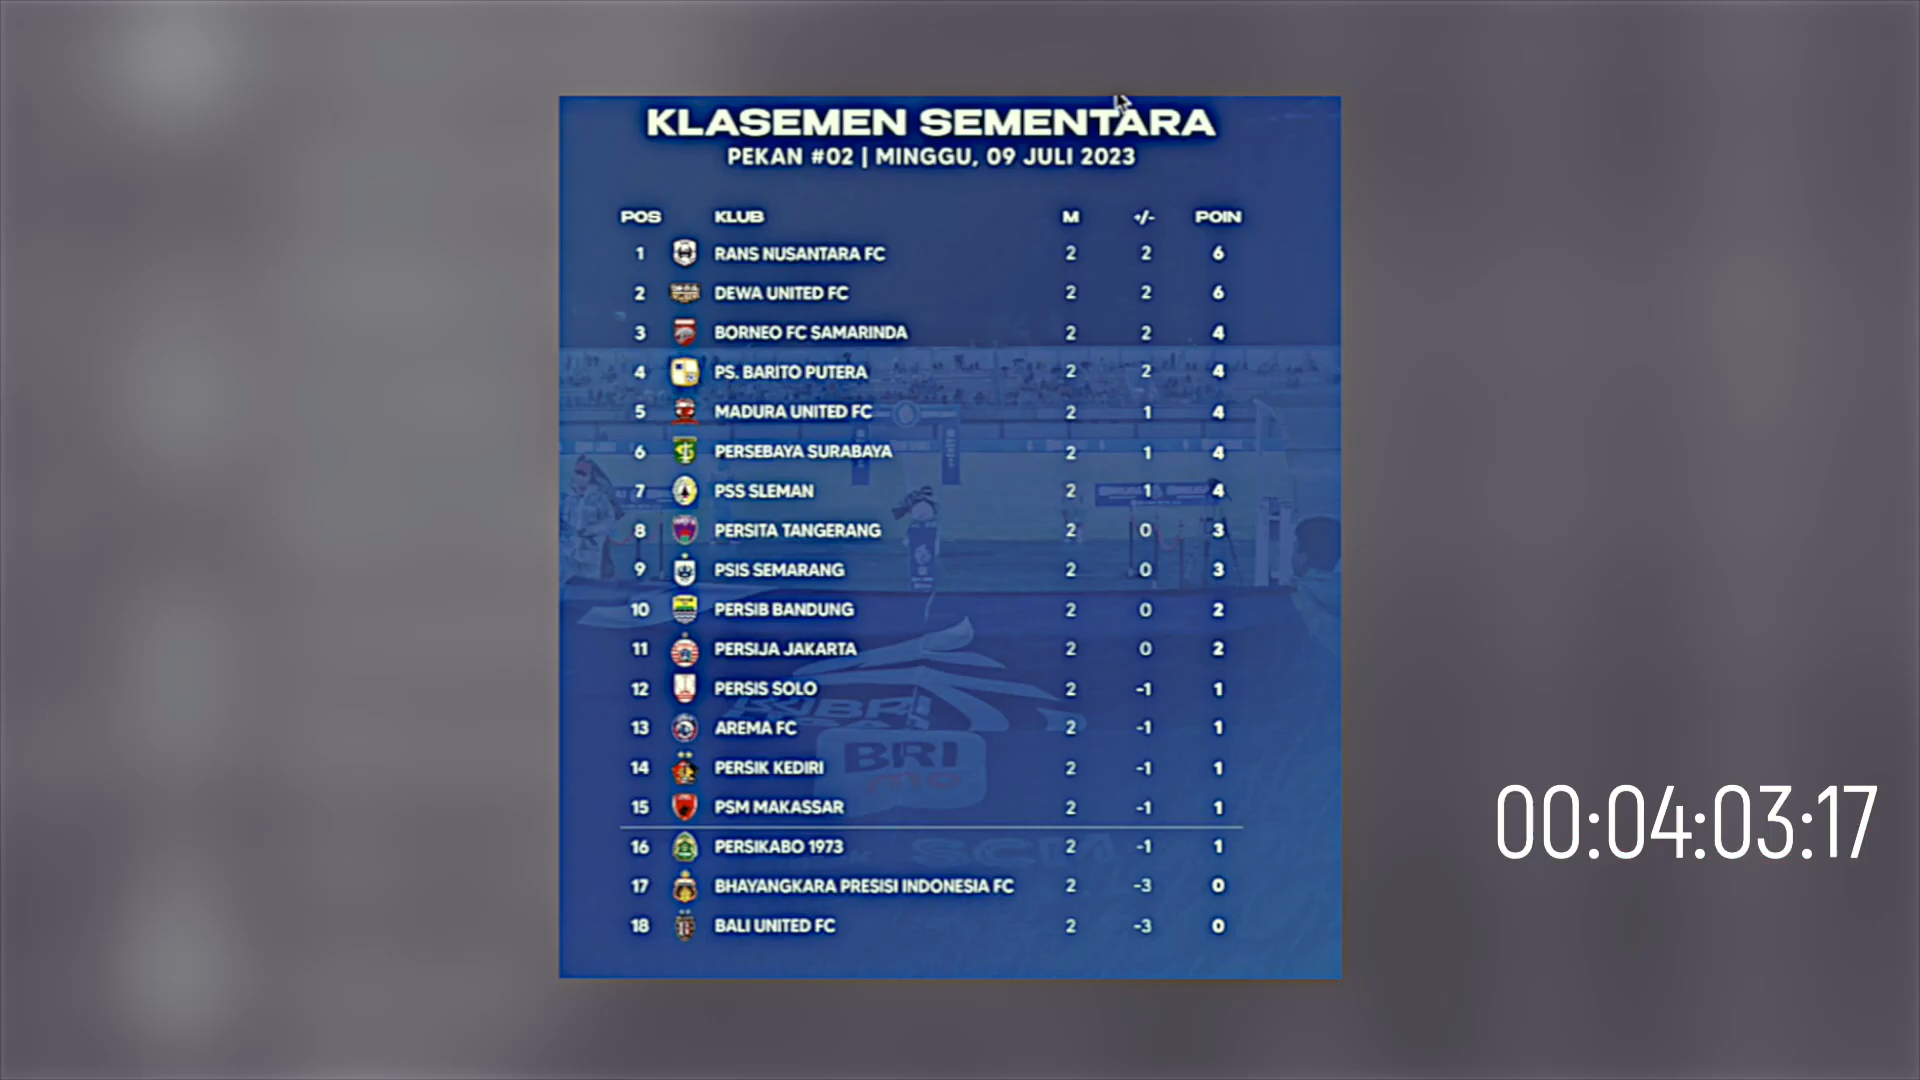 KLASEMEN SEMENTARA
PEKAN #02 | MINGGU, 09 JULI 2023
POS KLUB M +/- POIN
1 RANS NUSANTARA FC 2 2 6
2 DEWA UNITED FC 2 2 6
3 BORNEO FC SAMARINDA 2 2 4
4 PS. BARITO PUTERA 2 2 4
5 MADURA UNITED FC 2 1 4
6 PERSEBAYA SURABAYA 2 1 4
7 PSS SLEMAN 2 1 4
8 PERSITA TANGERANG 2 0 3
9 PSIS SEMARANG 2 0 3
10 PERSIB BANDUNG 2 0 2
11 PERSIJA JAKARTA 2 0 2
12 PERSIS SOLO 2 -1 1
13 AREMA FC 2 -1 1
BRI
14 PERSIK KEDIRI 2 -1 1
mo
15 PSM MAKASSAR 2 -1 1
16 PERSIKABO 1973 2 -1 1
17 BHAYANGKARA PRESISI INDONESIA FC 2 -3 0
18 BALI UNITED FC 2 -3 0
00:04:03:17